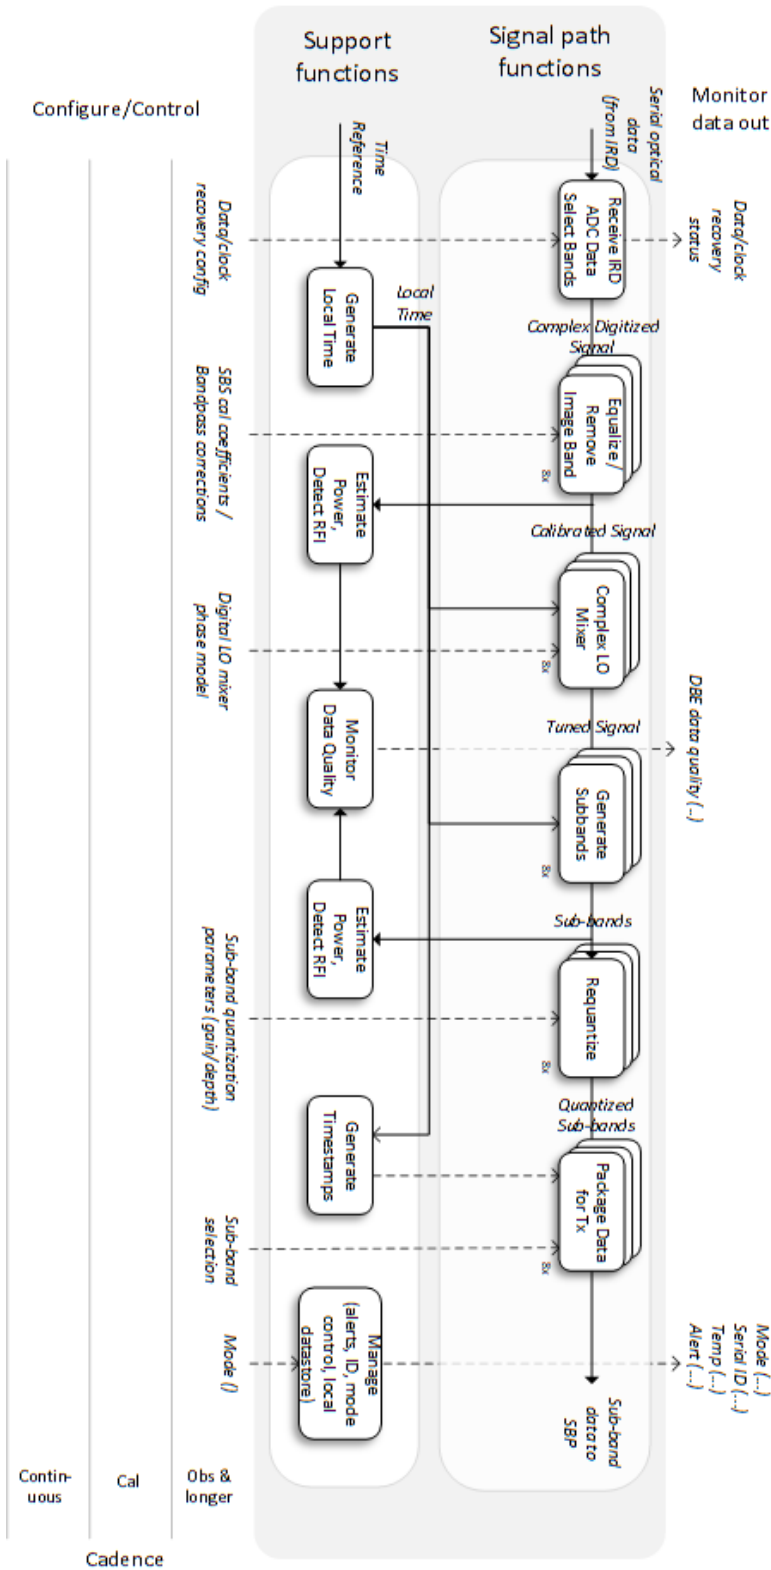 Support
functions
Signal path
functions
Configure/Control
Monitor
data out
Time
Reference
Serial optical
data
(from IRD)
Data/clock
recovery config
Receive IRD
ADC Data
Select Bands
Data/clock
recovery
status
Generate
Local Time
Local
Time
Complex Digitized
Signal
SBS cal coefficients /
Bandpass corrections
Equalize /
Remove
Image Band
8x
Estimate
Power,
Detect RFI
Calibrated Signal
Digital LO mixer
phase model
Complex LO
Mixer
8x
Monitor
Data Quality
Tuned Signal
DBE data quality (..)
Generate
Subbands
8x
Estimate
Power,
Detect RFI
Sub-bands
Sub-band quantization
parameters (gain/depth)
Requantize
8x
Generate
Timestamps
Quantized
Sub-bands
Package Data
for Tx
8x
Sub-band
selection
Mode ()
Manage
(alerts, ID, mode
control, local
datastore)
Mode (...)
Serial ID (...)
Temp (...)
Alert (...)
Sub-band
data to
SBP
Contin-
uous
Cal
Obs &
longer
Cadence